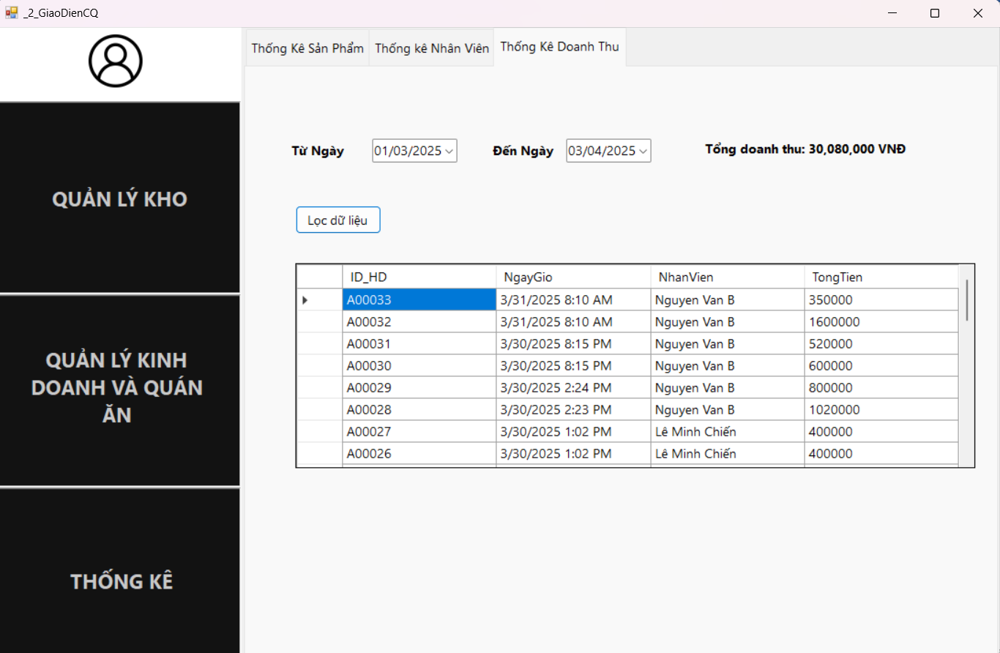 _2_GiaoDienCQ
Thống Kê Sản Phẩm
Thống kê Nhân Viên
Thống Kê Doanh Thu
QUẢN LÝ KHO
QUẢN LÝ KINH
DOANH VÀ QUÁN
ĂN
THỐNG KÊ
Từ Ngày 01/03/2025 Đến Ngày 03/04/2025 Tổng doanh thu: 30,080,000 VNĐ
Lọc dữ liệu
ID_HD NgayGio NhanVien TongTien
A00033 3/31/2025 8:10 AM Nguyen Van B 350000
A00032 3/31/2025 8:10 AM Nguyen Van B 1600000
A00031 3/30/2025 8:15 PM Nguyen Van B 520000
A00030 3/30/2025 8:15 PM Nguyen Van B 600000
A00029 3/30/2025 2:24 PM Nguyen Van B 800000
A00028 3/30/2025 2:23 PM Nguyen Van B 1020000
A00027 3/30/2025 1:02 PM Lê Minh Chiến 400000
A00026 3/30/2025 1:02 PM Lê Minh Chiến 400000